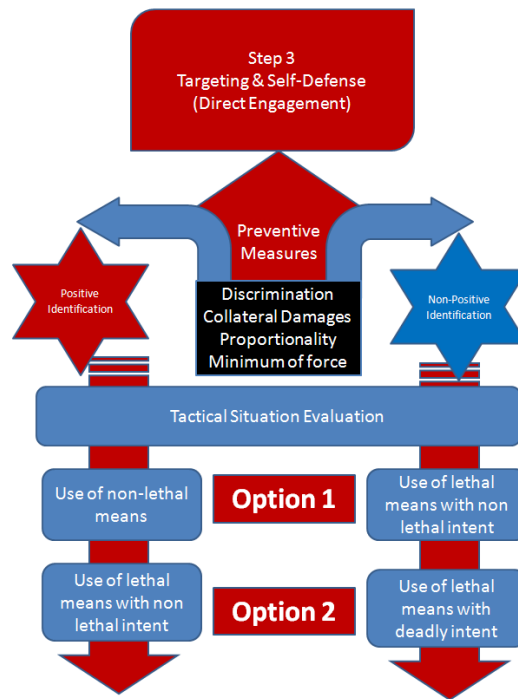 Step 3
Targeting & Self-Defense
(Direct Engagement)
Preventive
Measures
Positive
Identification
Discrimination
Collateral Damages
Proportionality
Minimum of force
Non-Positive
Identification
Tactical Situation Evaluation
Use of non-lethal
means
Option 1
Use of lethal
means with non
lethal intent
Use of lethal
means with non
lethal intent
Option 2
Use of lethal
means with
deadly intent